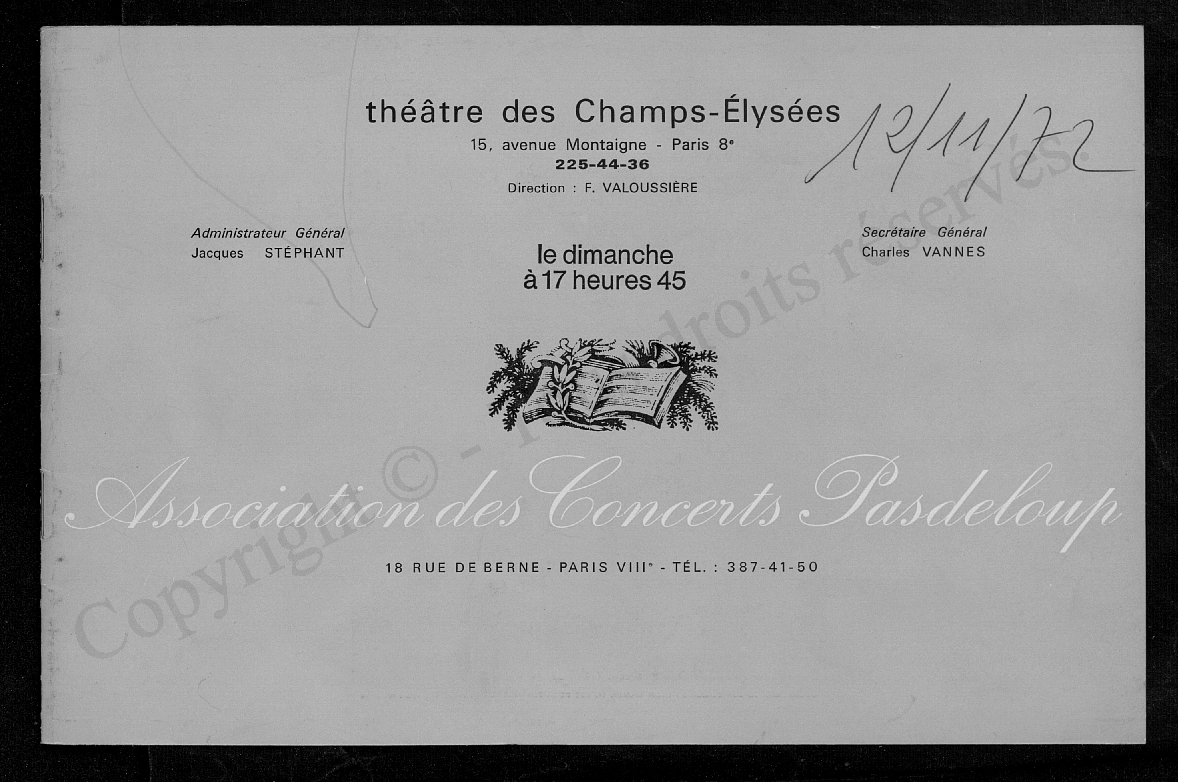 théâtre des Champs-Élysées
15, avenue Montaigne - Paris 8e
225-44-36
Direction : F. VALOUSSIÈRE
12/11/72
Administrateur Général
Jacques STÉPHANT
Secrétaire Général
Charles VANNES
le dimanche
à 17 heures 45
Association des Concerts Pasdeloup
18 RUE DE BERNE - PARIS VIIIe - TÉL. : 387-41-50
Copyright © - droits réservés.